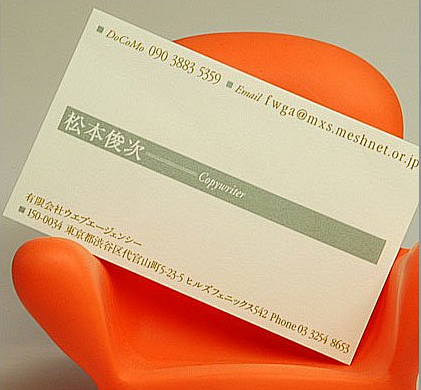 DoCoMo 090 3883 5359 Email fwga@mxs.meshnet.or.jp
松本俊次 Copywriter
有限会社ウエブエージェンシー
150-0034 東京都渋谷区代官山町5-23-5 ヒルズフェニックス542 Phone 03 3254 8653